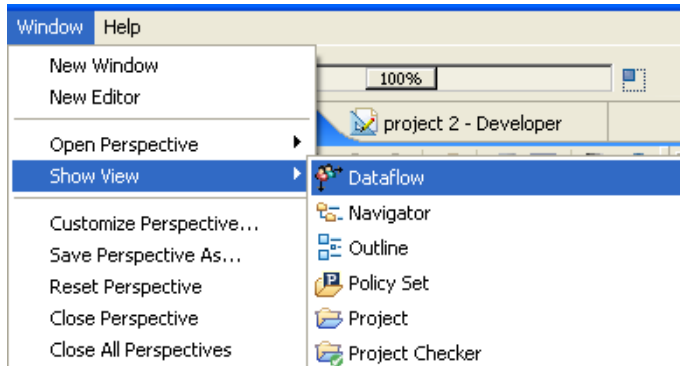 Window Help
New Window
New Editor
100%
project 2 - Developer
Open Perspective
Show View
Customize Perspective...
Save Perspective As...
Reset Perspective
Close Perspective
Close All Perspectives
Dataflow
Navigator
Outline
Policy Set
Project
Project Checker